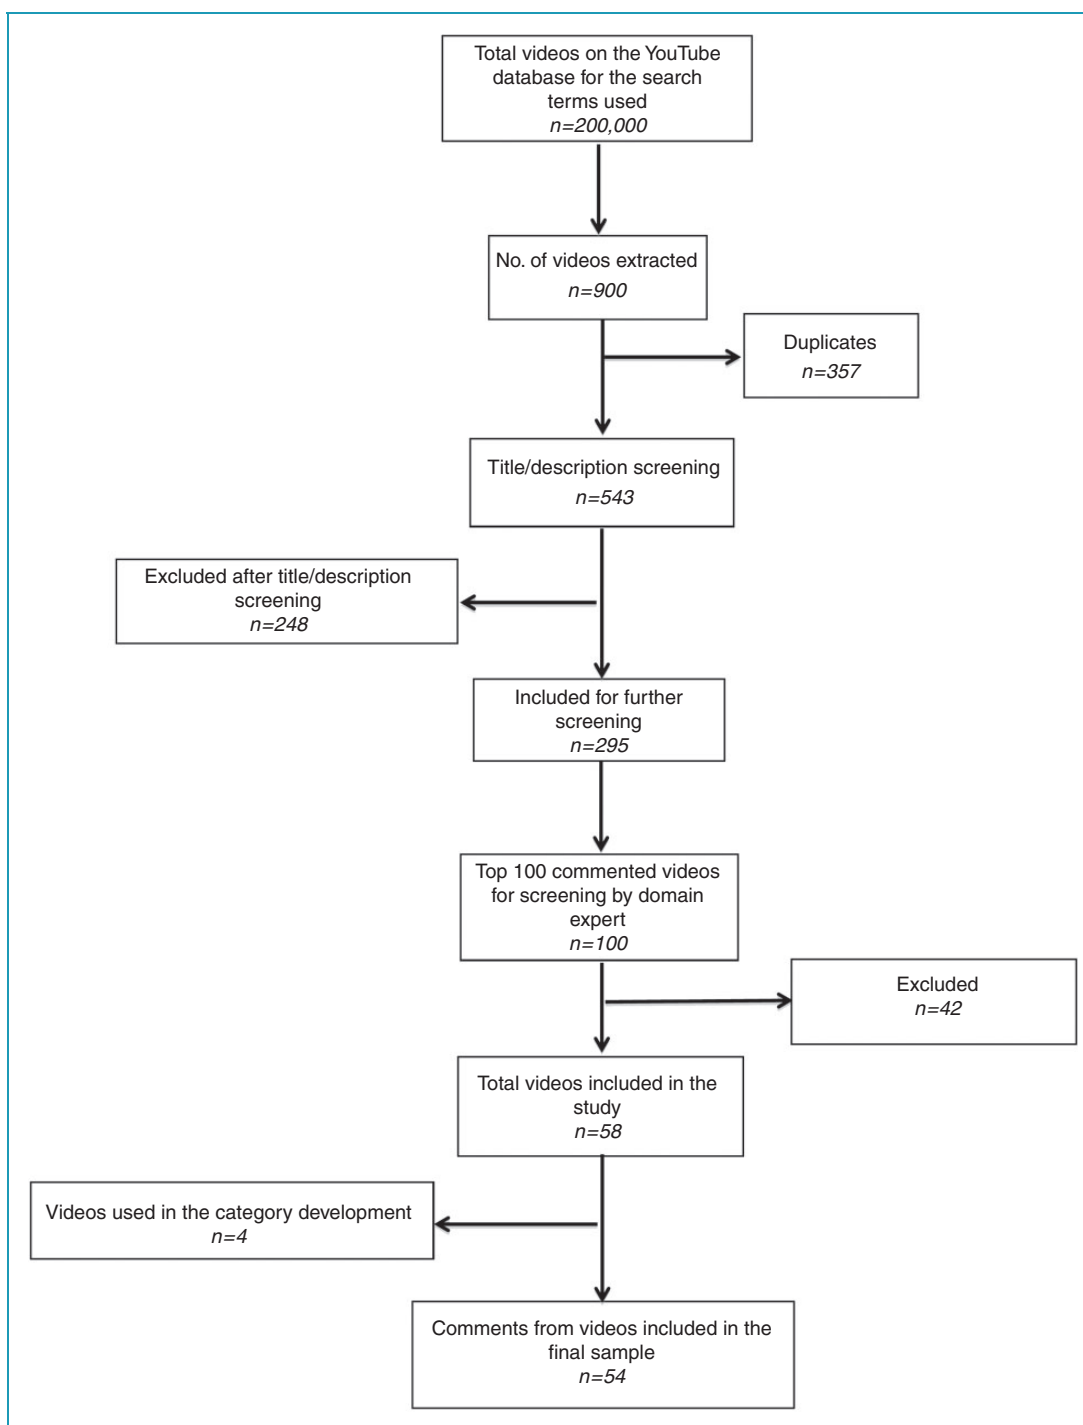 Total videos on the YouTube
database for the search
terms used
n=200,000
No. of videos extracted
n=900
Duplicates
n=357
Title/description screening
n=543
Excluded after title/description
screening
n=248
Included for further
screening
n=295
Top 100 commented videos
for screening by domain
expert
n=100
Excluded
n=42
Total videos included in the
study
n=58
Videos used in the category development
n=4
Comments from videos included in the
final sample
n=54